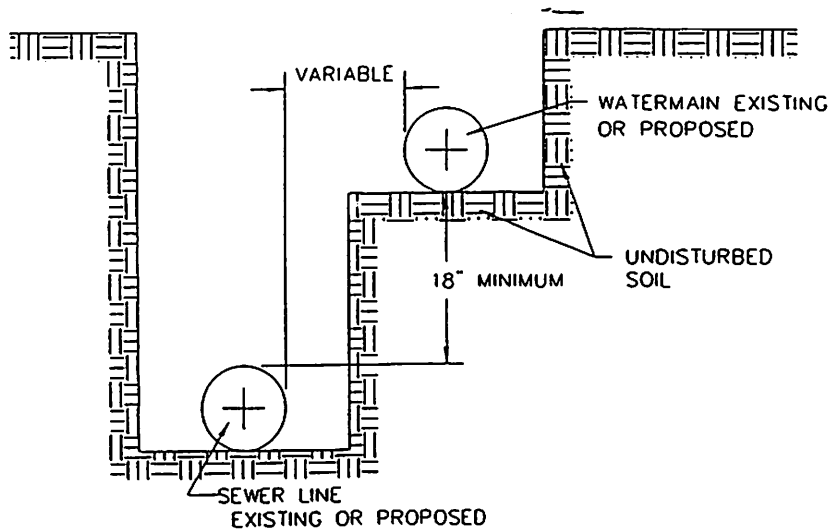 VARIABLE
WATERMAIN EXISTING
OR PROPOSED
UNDISTURBED
SOIL
18" MINIMUM
SEWER LINE
EXISTING OR PROPOSED